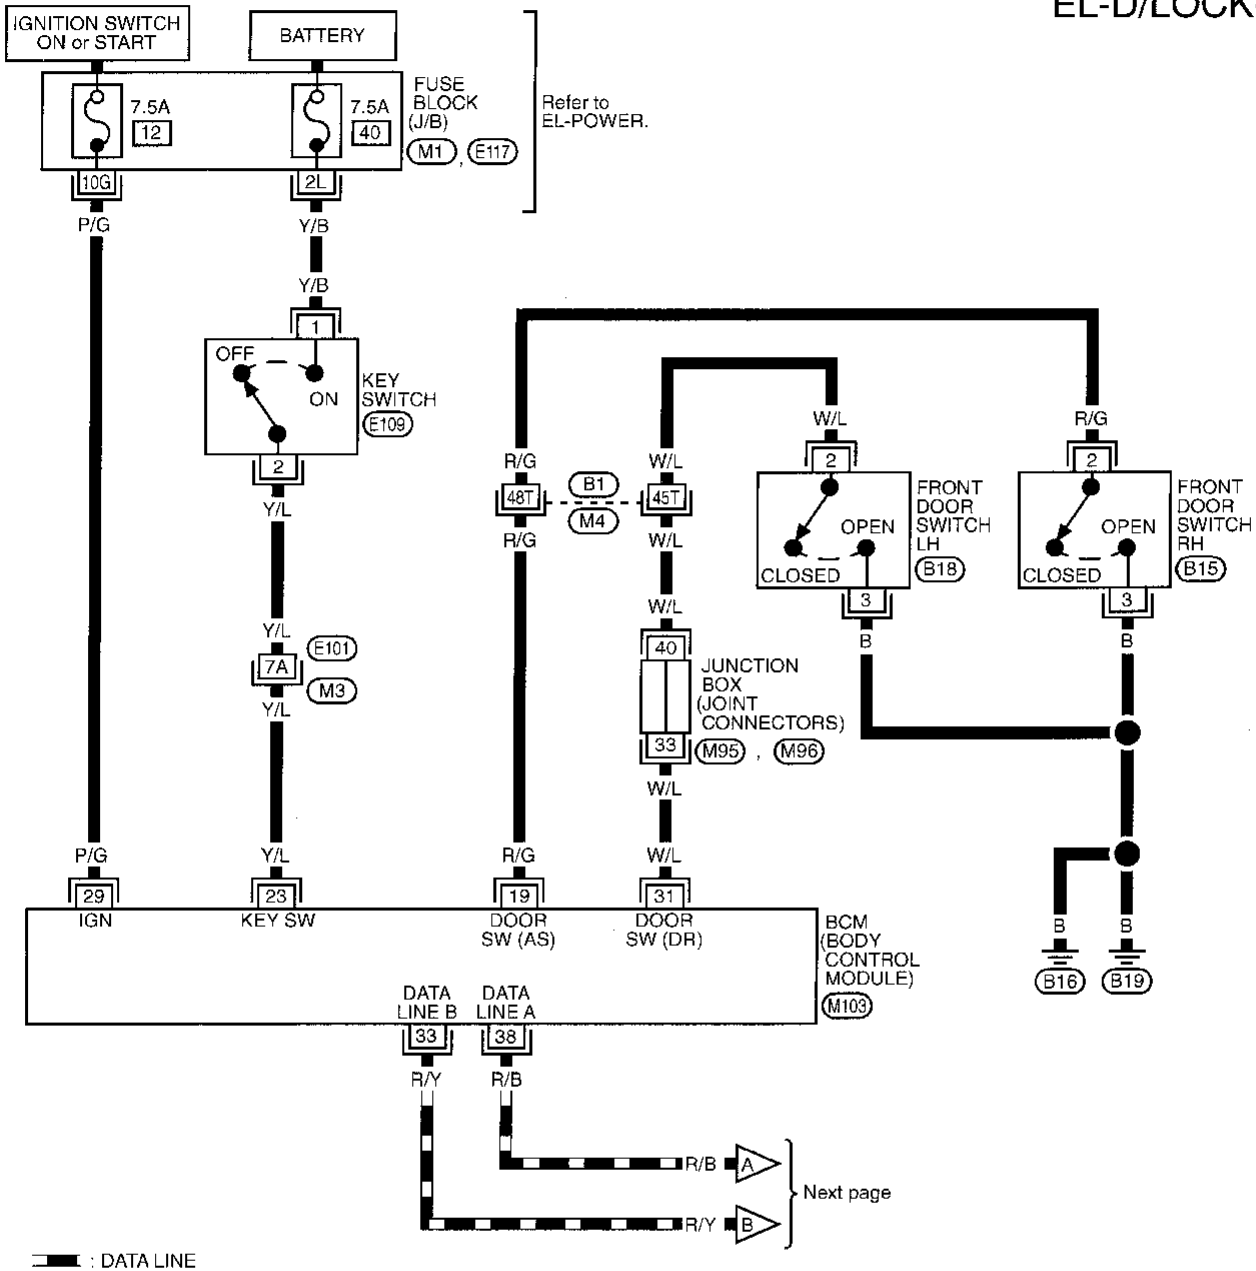 EL-D/LOCK
IGNITION SWITCH
ON or START
BATTERY
7.5A
12
7.5A
40
FUSE
BLOCK
(J/B)
M1 , E117
Refer to
EL-POWER.
10G
2L
P/G
Y/B
Y/B
1
OFF
ON
KEY
SWITCH
E109
2
Y/L
W/L
R/G
R/G
W/L
48T
B1
45T
M4
R/G
W/L
2
2
OPEN
CLOSED
FRONT
DOOR
SWITCH
LH
B18
OPEN
CLOSED
FRONT
DOOR
SWITCH
RH
B15
3
3
B
B
Y/L
E101
7A
M3
Y/L
W/L
40
JUNCTION
BOX
(JOINT
CONNECTORS)
33
M95 , M96
W/L
P/G
Y/L
R/G
W/L
29
23
19
31
IGN
KEY SW
DOOR
SW (AS)
DOOR
SW (DR)
BCM
(BODY
CONTROL
MODULE)
M103
B
B
B16
B19
DATA
LINE B
DATA
LINE A
33
38
R/Y
R/B
R/B
A
R/Y
B
Next page
: DATA LINE